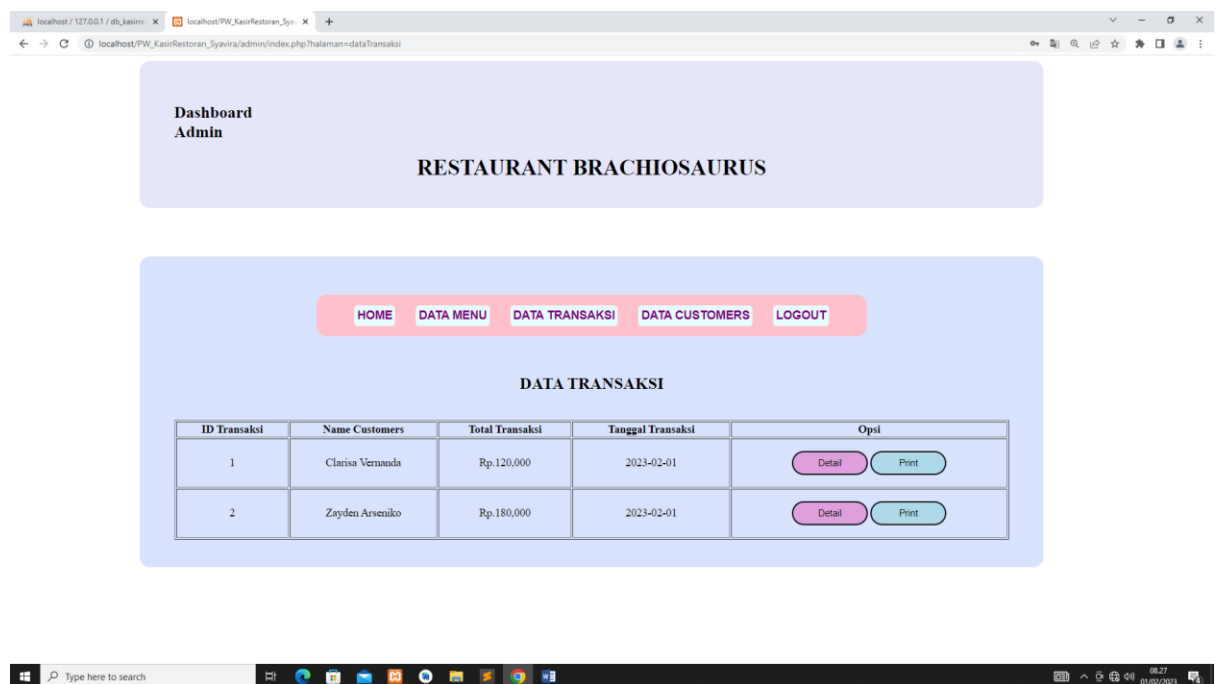 localhost / 127.0.0.1 / db_kasirre
localhost/PW_KasirRestoran_Sya
localhost/PW_KasirRestoran_Syavira/admin/index.php?halaman=dataTransaksi
Dashboard
Admin
RESTAURANT BRACHIOSAURUS
HOME DATA MENU DATA TRANSAKSI DATA CUSTOMERS LOGOUT
DATA TRANSAKSI
ID Transaksi Name Customers Total Transaksi Tanggal Transaksi Opsi
1 Clarisa Vernanda Rp.120,000 2023-02-01 Detail Print
2 Zayden Arseniko Rp.180,000 2023-02-01 Detail Print
Type here to search
08.27
01/02/2023